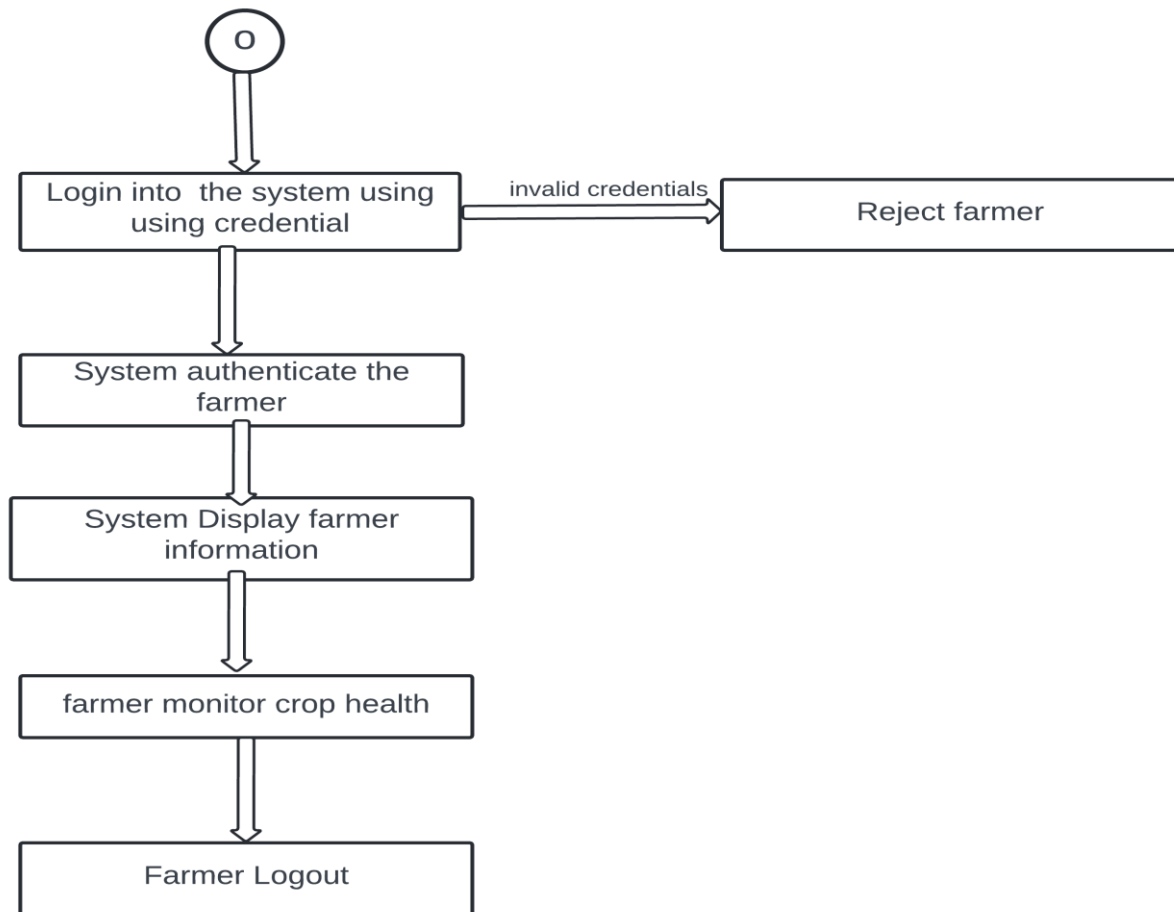 O
Login into the system using
using credential
invalid credentials
Reject farmer
System authenticate the
farmer
System Display farmer
information
farmer monitor crop health
Farmer Logout